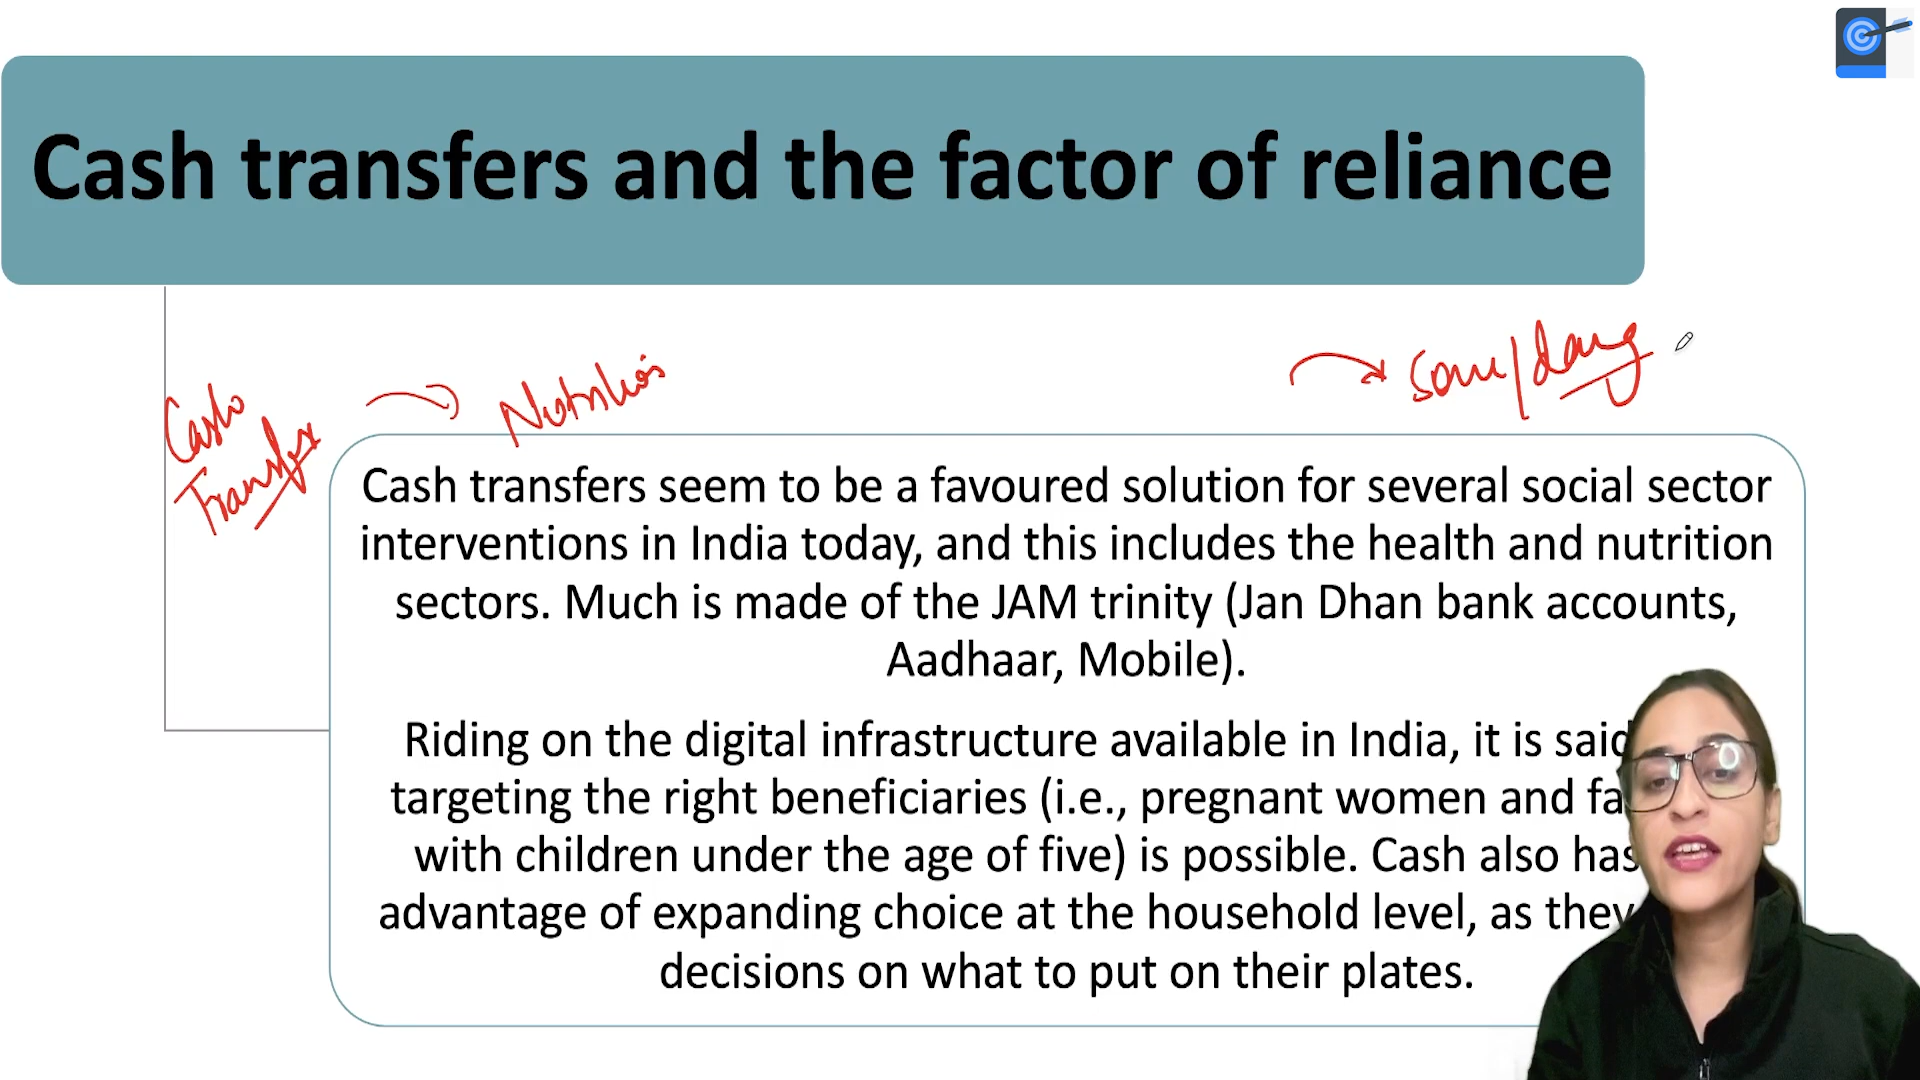 Cash transfers and the factor of reliance
Cash
Transfer
Cash transfers seem to be a favoured solution for several social sector
interventions in India today, and this includes the health and nutrition
sectors. Much is made of the JAM trinity (Jan Dhan bank accounts,
Aadhaar, Mobile).
Riding on the digital infrastructure available in India, it is said
targeting the right beneficiaries (i.e., pregnant women and fa
with children under the age of five) is possible. Cash also has
advantage of expanding choice at the household level, as they
decisions on what to put on their plates.